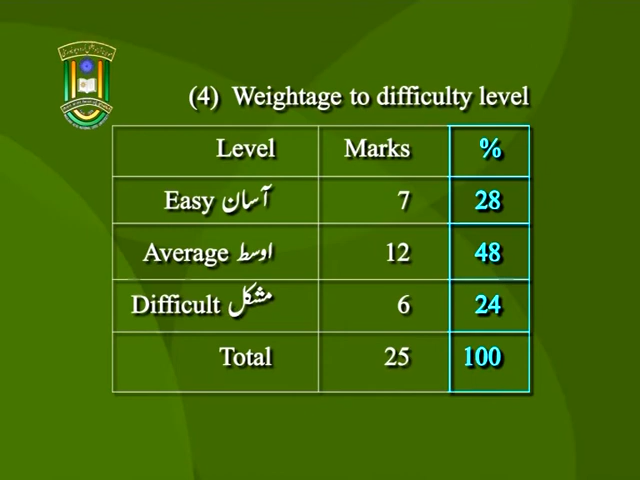 (4) Weightage to difficulty level
Level Marks %
Easy آسان 7 28
Average اوسط 12 48
Difficult مشکل 6 24
Total 25 100